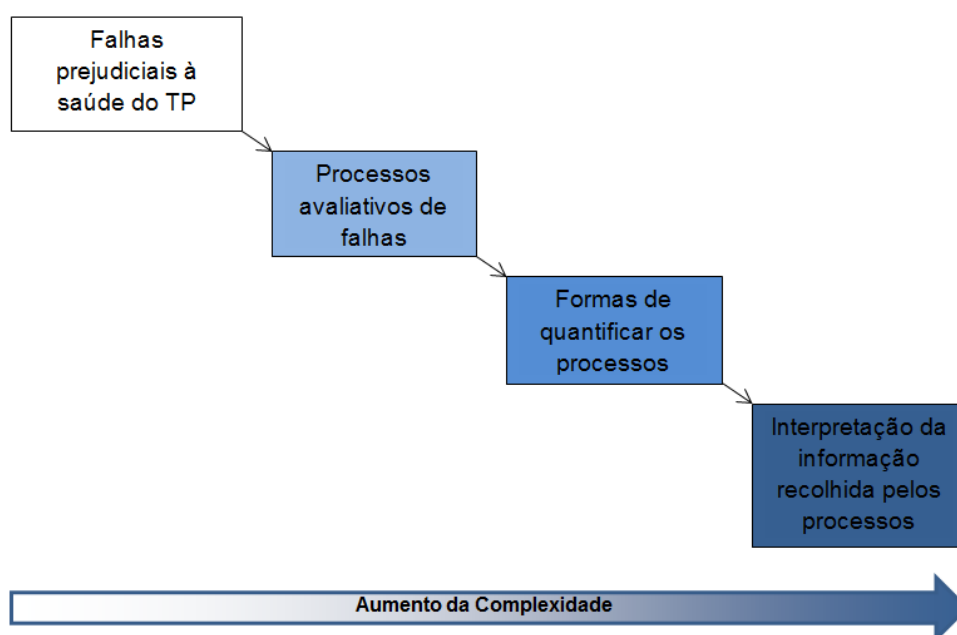 Falhas
prejudiciais à
saúde do TP
Processos
avaliativos de
falhas
Formas de
quantificar os
processos
Interpretação da
informação
recolhida pelos
processos
Aumento da Complexidade